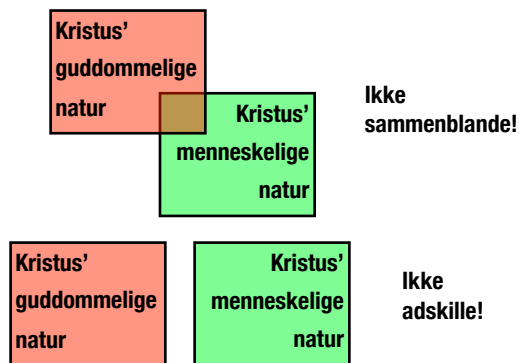 Kristus’
guddommelige
natur
Kristus’
menneskelige
natur
Ikke
sammenblande!
Kristus’
guddommelige
natur
Kristus’
menneskelige
natur
Ikke
adskille!